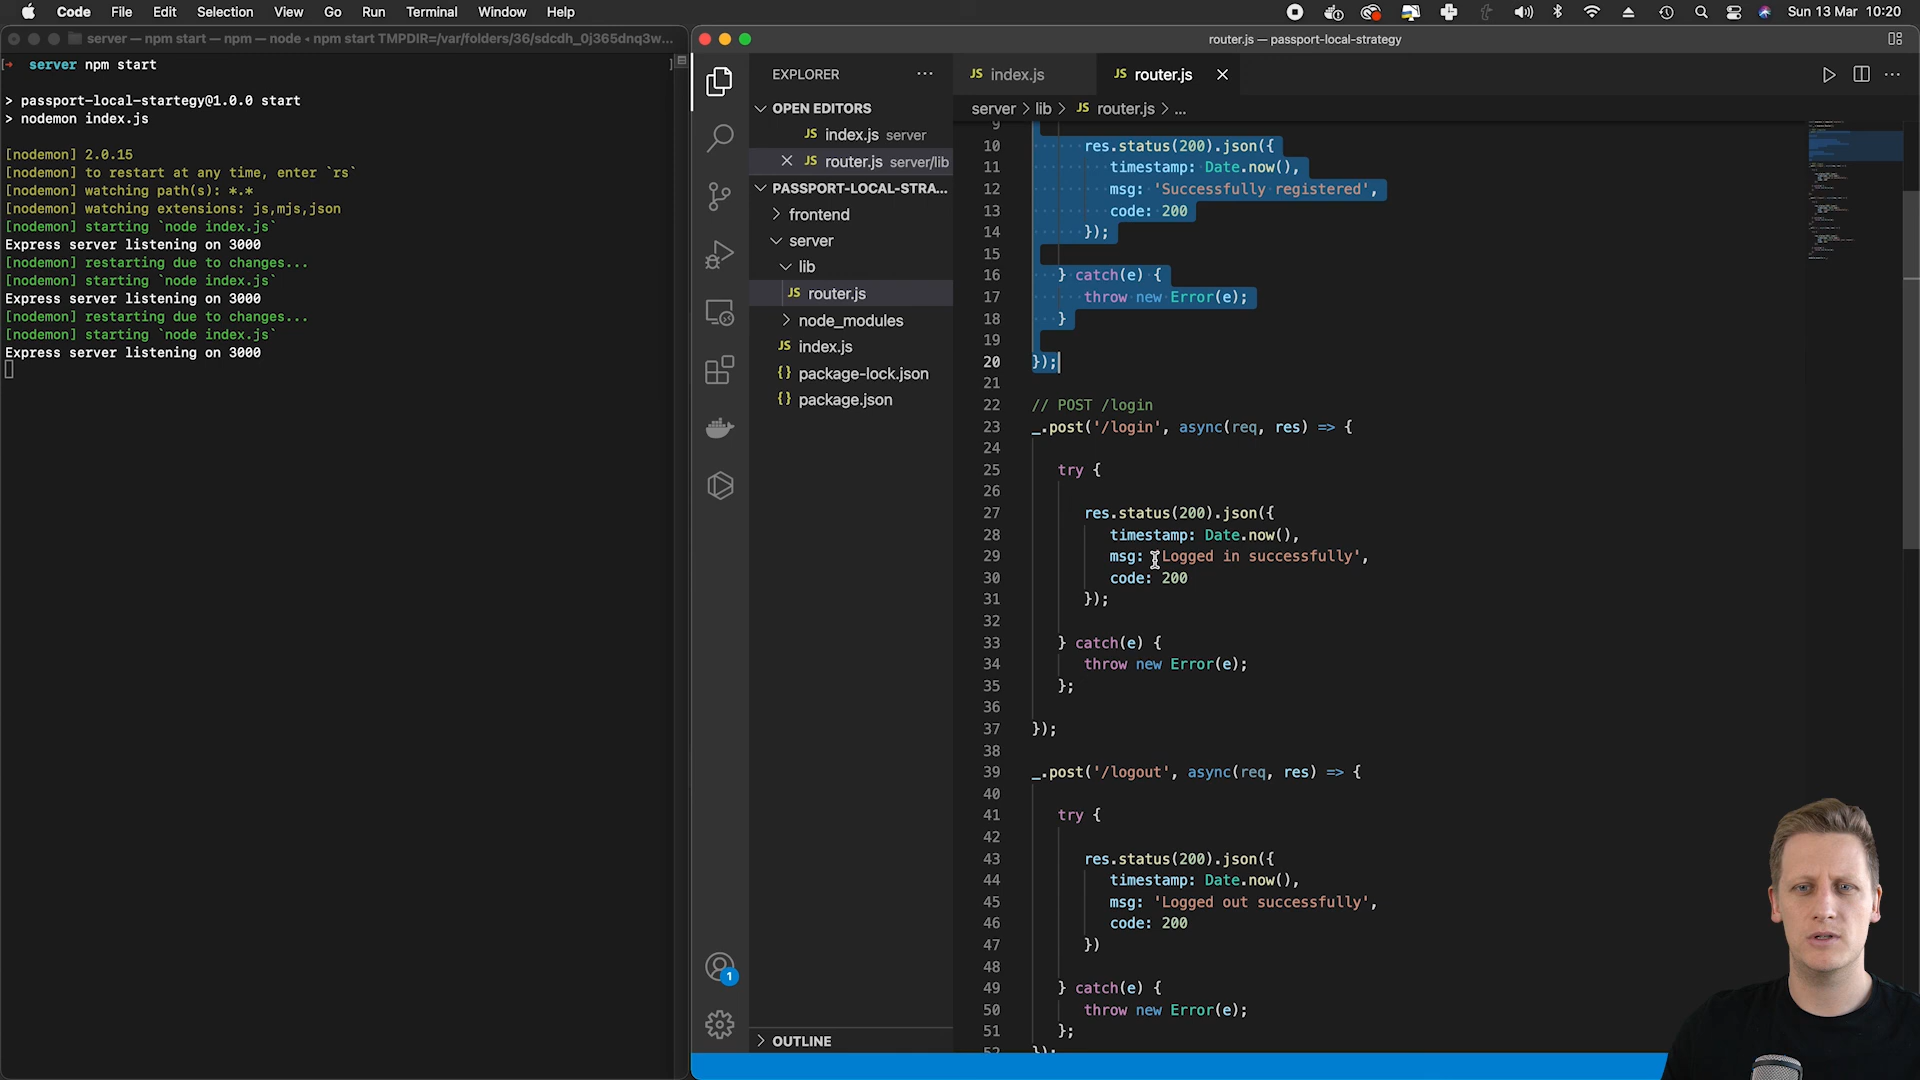 Code File Edit Selection View Go Run Terminal Window Help
Sun 13 Mar 10:20
server — npm start — npm — node ◂ npm start TMPDIR=/var/folders/36/sdcdh_0j365dnq3w...
server npm start
> passport-local-startegy@1.0.0 start
> nodemon index.js
[nodemon] 2.0.15
[nodemon] to restart at any time, enter `rs`
[nodemon] watching path(s): *.*
[nodemon] watching extensions: js,mjs,json
[nodemon] starting `node index.js`
Express server listening on 3000
[nodemon] restarting due to changes...
[nodemon] starting `node index.js`
Express server listening on 3000
[nodemon] restarting due to changes...
[nodemon] starting `node index.js`
Express server listening on 3000
router.js — passport-local-strategy
EXPLORER
OPEN EDITORS
JS index.js server
JS router.js server/lib
PASSPORT-LOCAL-STRA...
frontend
server
lib
JS router.js
node_modules
JS index.js
{} package-lock.json
{} package.json
1
OUTLINE
JS index.js
JS router.js
server > lib > JS router.js > ...
9
10 res.status(200).json({
11 timestamp: Date.now(),
12 msg: 'Successfully registered',
13 code: 200
14 });
15
16 } catch(e) {
17 throw new Error(e);
18 }
19
20 });
21
22 // POST /login
23 _.post('/login', async(req, res) => {
24
25 try {
26
27 res.status(200).json({
28 timestamp: Date.now(),
29 msg: 'Logged in successfully',
30 code: 200
31 });
32
33 } catch(e) {
34 throw new Error(e);
35 };
36
37 });
38
39 _.post('/logout', async(req, res) => {
40
41 try {
42
43 res.status(200).json({
44 timestamp: Date.now(),
45 msg: 'Logged out successfully',
46 code: 200
47 })
48
49 } catch(e) {
50 throw new Error(e);
51 };
52 });